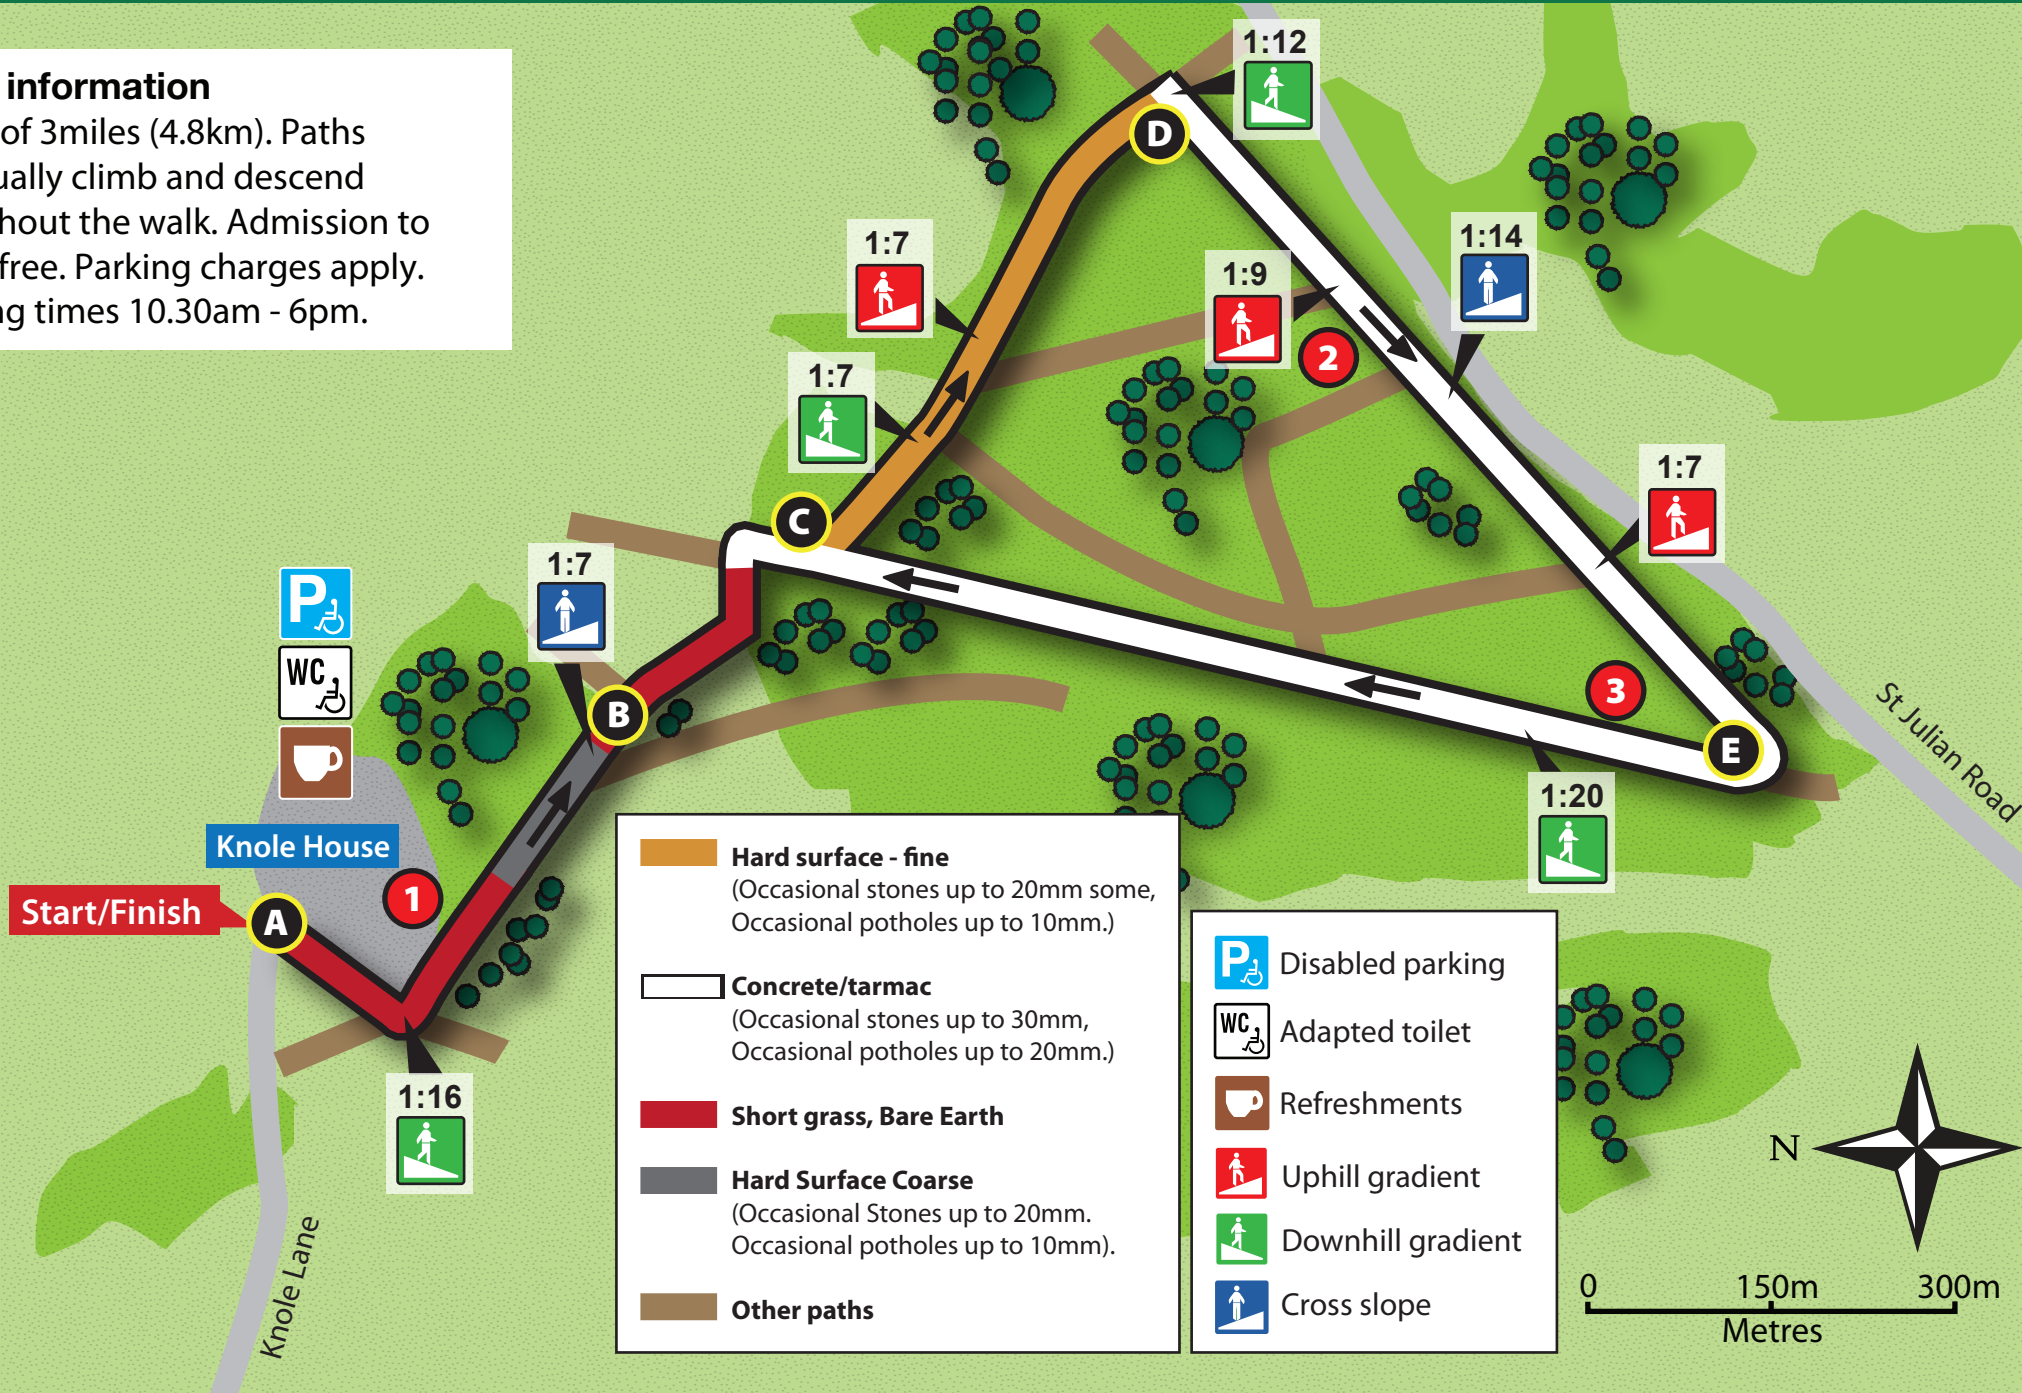 information
of 3miles (4.8km). Paths
ually climb and descend
hout the walk. Admission to
free. Parking charges apply.
ng times 10.30am - 6pm.
1:12
D
1:7
1:9
1:14
2
1:7
1:7
C
1:7
P
WC
B
3
E
1:20
St Julian Road
Knole House
Start/Finish
A
1
1:16
Knole Lane
Hard surface - fine
(Occasional stones up to 20mm some,
Occasional potholes up to 10mm.)
Concrete/tarmac
(Occasional stones up to 30mm,
Occasional potholes up to 20mm.)
Short grass, Bare Earth
Hard Surface Coarse
(Occasional Stones up to 20mm.
Occasional potholes up to 10mm).
Other paths
P
Disabled parking
WC
Adapted toilet
Refreshments
Uphill gradient
Downhill gradient
Cross slope
N
0 150m 300m
Metres